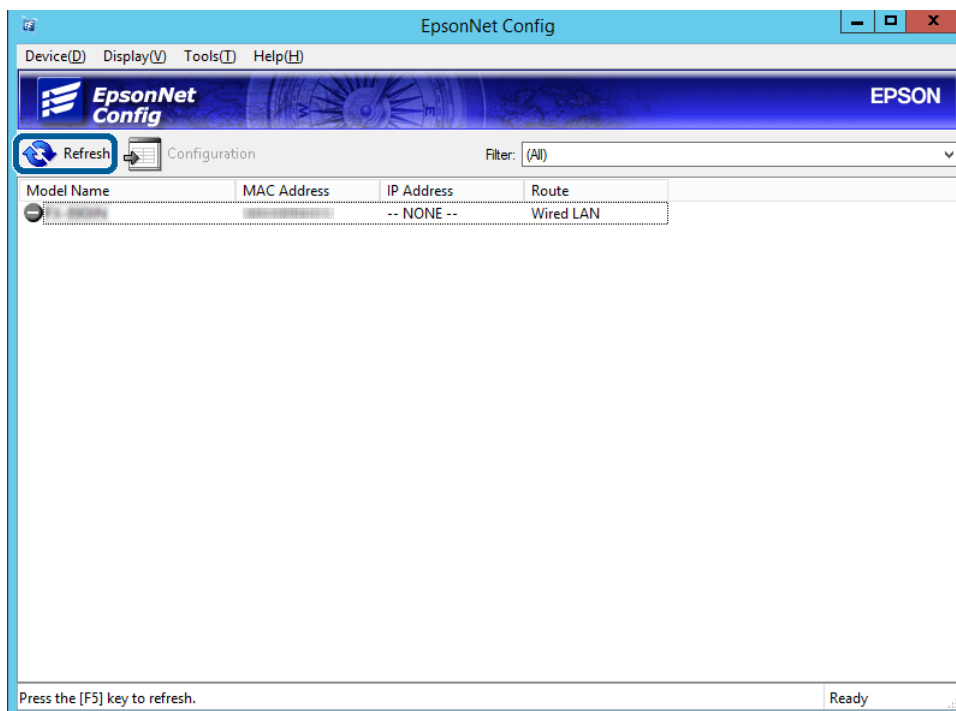 EpsonNet Config
Device(D) Display(V) Tools(T) Help(H)
EpsonNet
Config
EPSON
Refresh Configuration Filter: (All)
Model Name MAC Address IP Address Route
-- NONE -- Wired LAN
Press the [F5] key to refresh. Ready